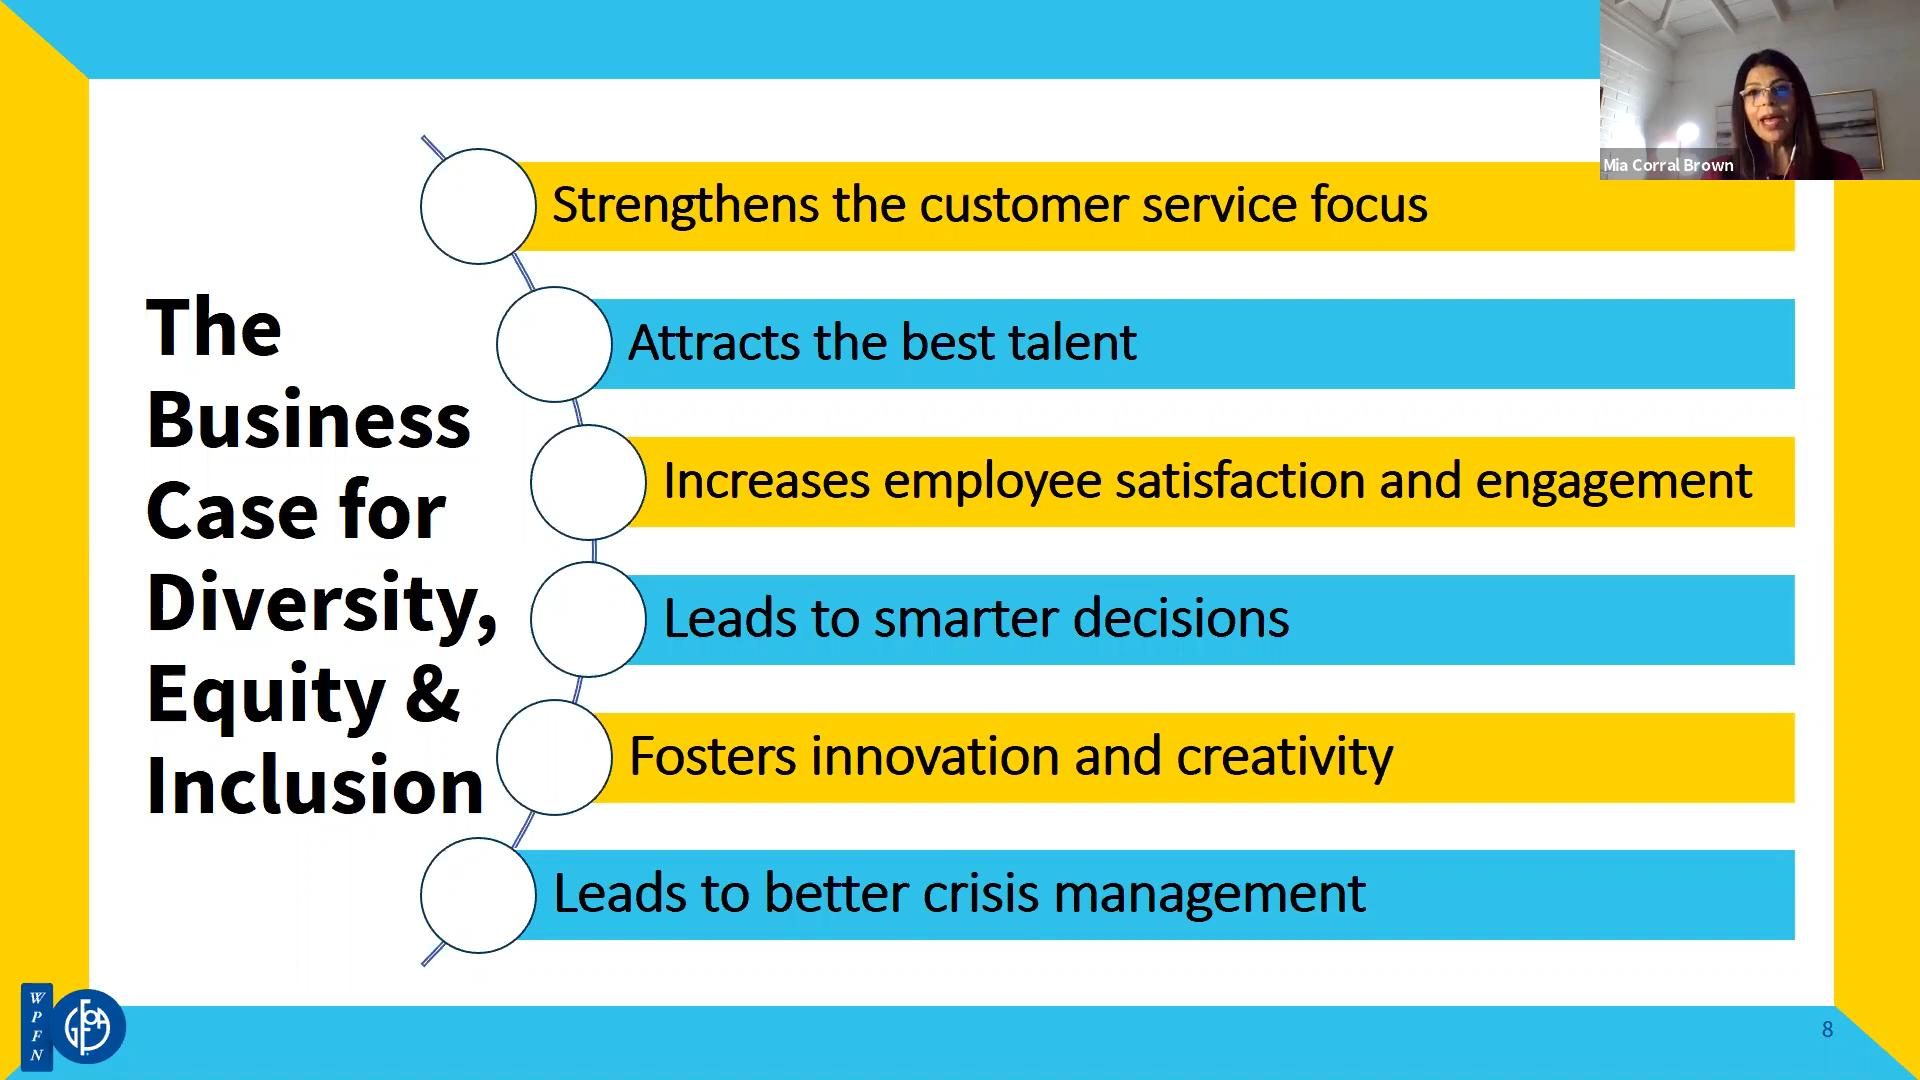 Mia Corral Brown
The
Business
Case for
Diversity,
Equity &
Inclusion
Strengthens the customer service focus
Attracts the best talent
Increases employee satisfaction and engagement
Leads to smarter decisions
Fosters innovation and creativity
Leads to better crisis management
W
P
F
N
GFOA
8